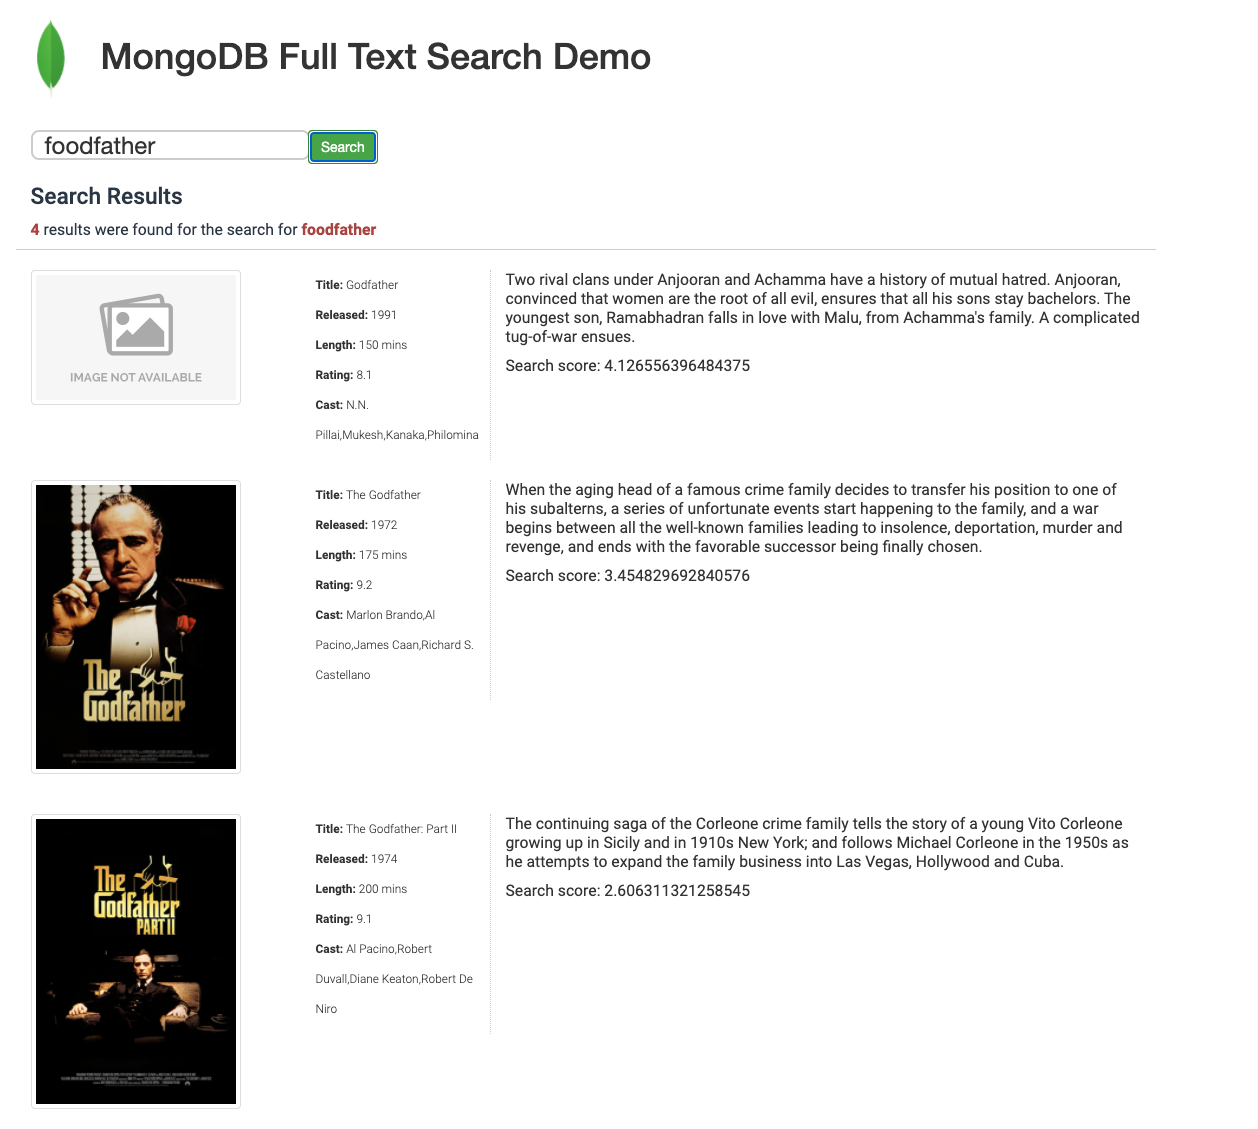 MongoDB Full Text Search Demo
foodfather
Search
Search Results
4 results were found for the search for foodfather
IMAGE NOT AVAILABLE
Title: Godfather
Released: 1991
Length: 150 mins
Rating: 8.1
Cast: N.N.
Pillai,Mukesh,Kanaka,Philomina
Two rival clans under Anjooran and Achamma have a history of mutual hatred. Anjooran,
convinced that women are the root of all evil, ensures that all his sons stay bachelors. The
youngest son, Ramabhadran falls in love with Malu, from Achamma's family. A complicated
tug-of-war ensues.
Search score: 4.126556396484375
The
Godfather
Title: The Godfather
Released: 1972
Length: 175 mins
Rating: 9.2
Cast: Marlon Brando,Al
Pacino,James Caan,Richard S.
Castellano
When the aging head of a famous crime family decides to transfer his position to one of
his subalterns, a series of unfortunate events start happening to the family, and a war
begins between all the well-known families leading to insolence, deportation, murder and
revenge, and ends with the favorable successor being finally chosen.
Search score: 3.454829692840576
The
Godfather
PART II
Title: The Godfather: Part II
Released: 1974
Length: 200 mins
Rating: 9.1
Cast: Al Pacino,Robert
Duvall,Diane Keaton,Robert De
Niro
The continuing saga of the Corleone crime family tells the story of a young Vito Corleone
growing up in Sicily and in 1910s New York; and follows Michael Corleone in the 1950s as
he attempts to expand the family business into Las Vegas, Hollywood and Cuba.
Search score: 2.606311321258545